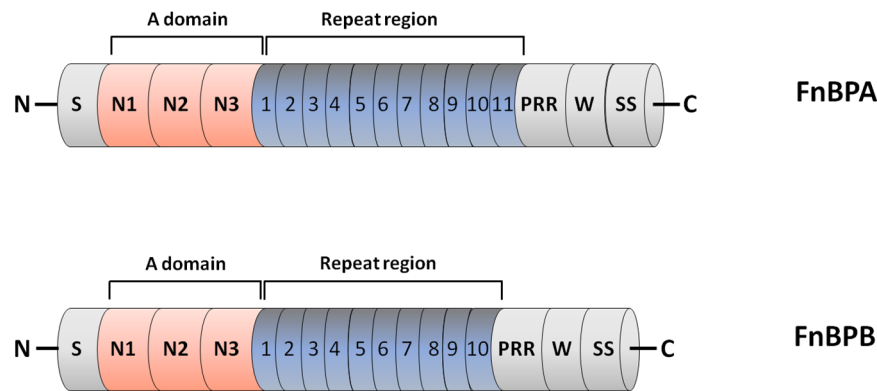 A domain Repeat region
N S N1 N2 N3 1 2 3 4 5 6 7 8 9 10 11 PRR W SS C FnBPA
A domain Repeat region
N S N1 N2 N3 1 2 3 4 5 6 7 8 9 10 PRR W SS C FnBPB